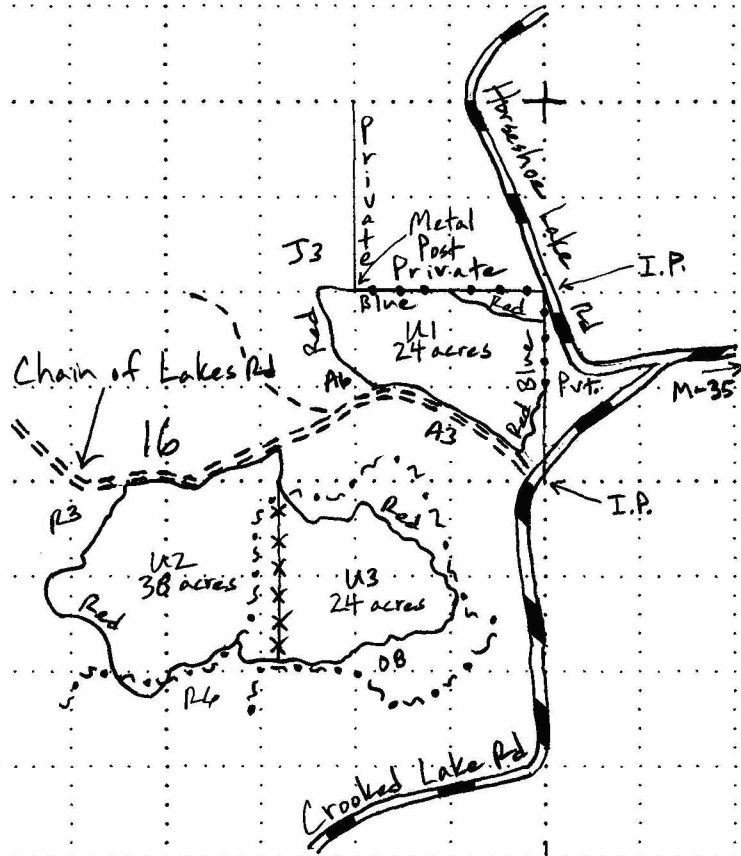 Horseshoe Lake Rd
Private
Metal
Post
Private
J3
I.P.
Blue
Red
Red
U1
24 acres
Blue
Pvt.
M-35
Chain of Lakes Rd
A6
16
A3
Red
R3
I.P.
Red
U2
38 acres
U3
24 acres
Red
R6
OB
Crooked Lake Rd